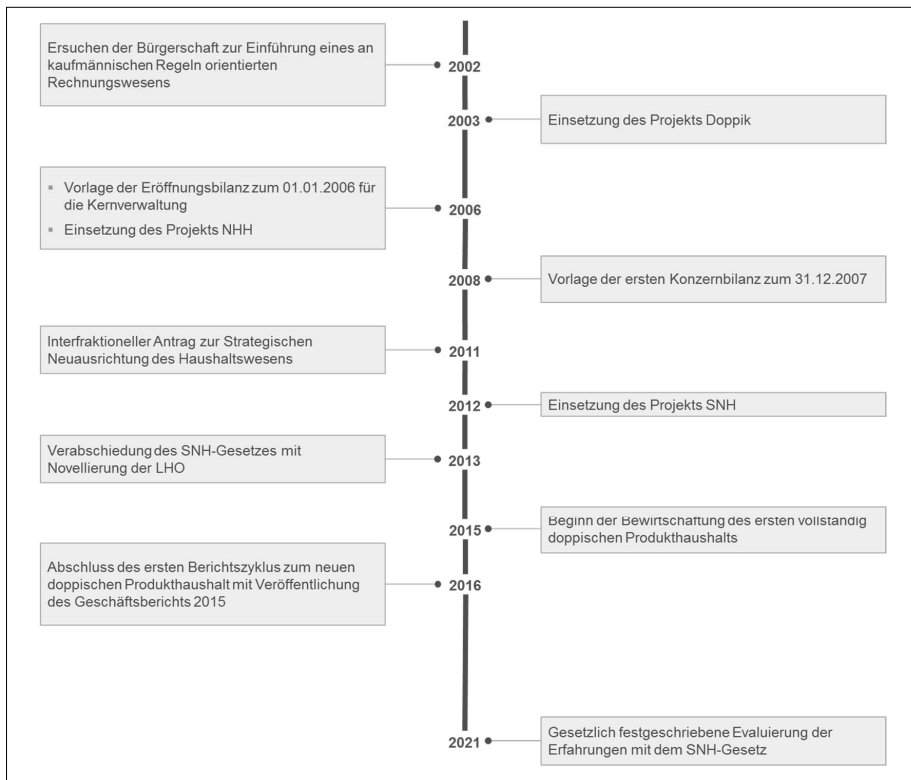 Ersuchen der Bürgerschaft zur Einführung eines an
kaufmännischen Regeln orientierten
Rechnungswesens
2002
2003
Einsetzung des Projekts Doppik
▪ Vorlage der Eröffnungsbilanz zum 01.01.2006 für
die Kernverwaltung
▪ Einsetzung des Projekts NHH
2006
2008
Vorlage der ersten Konzernbilanz zum 31.12.2007
Interfraktioneller Antrag zur Strategischen
Neuausrichtung des Haushaltswesens
2011
2012
Einsetzung des Projekts SNH
Verabschiedung des SNH-Gesetzes mit
Novellierung der LHO
2013
2015
Beginn der Bewirtschaftung des ersten vollständig
doppischen Produkthaushalts
Abschluss des ersten Berichtszyklus zum neuen
doppischen Produkthaushalt mit Veröffentlichung
des Geschäftsberichts 2015
2016
2021
Gesetzlich festgeschriebene Evaluierung der
Erfahrungen mit dem SNH-Gesetz